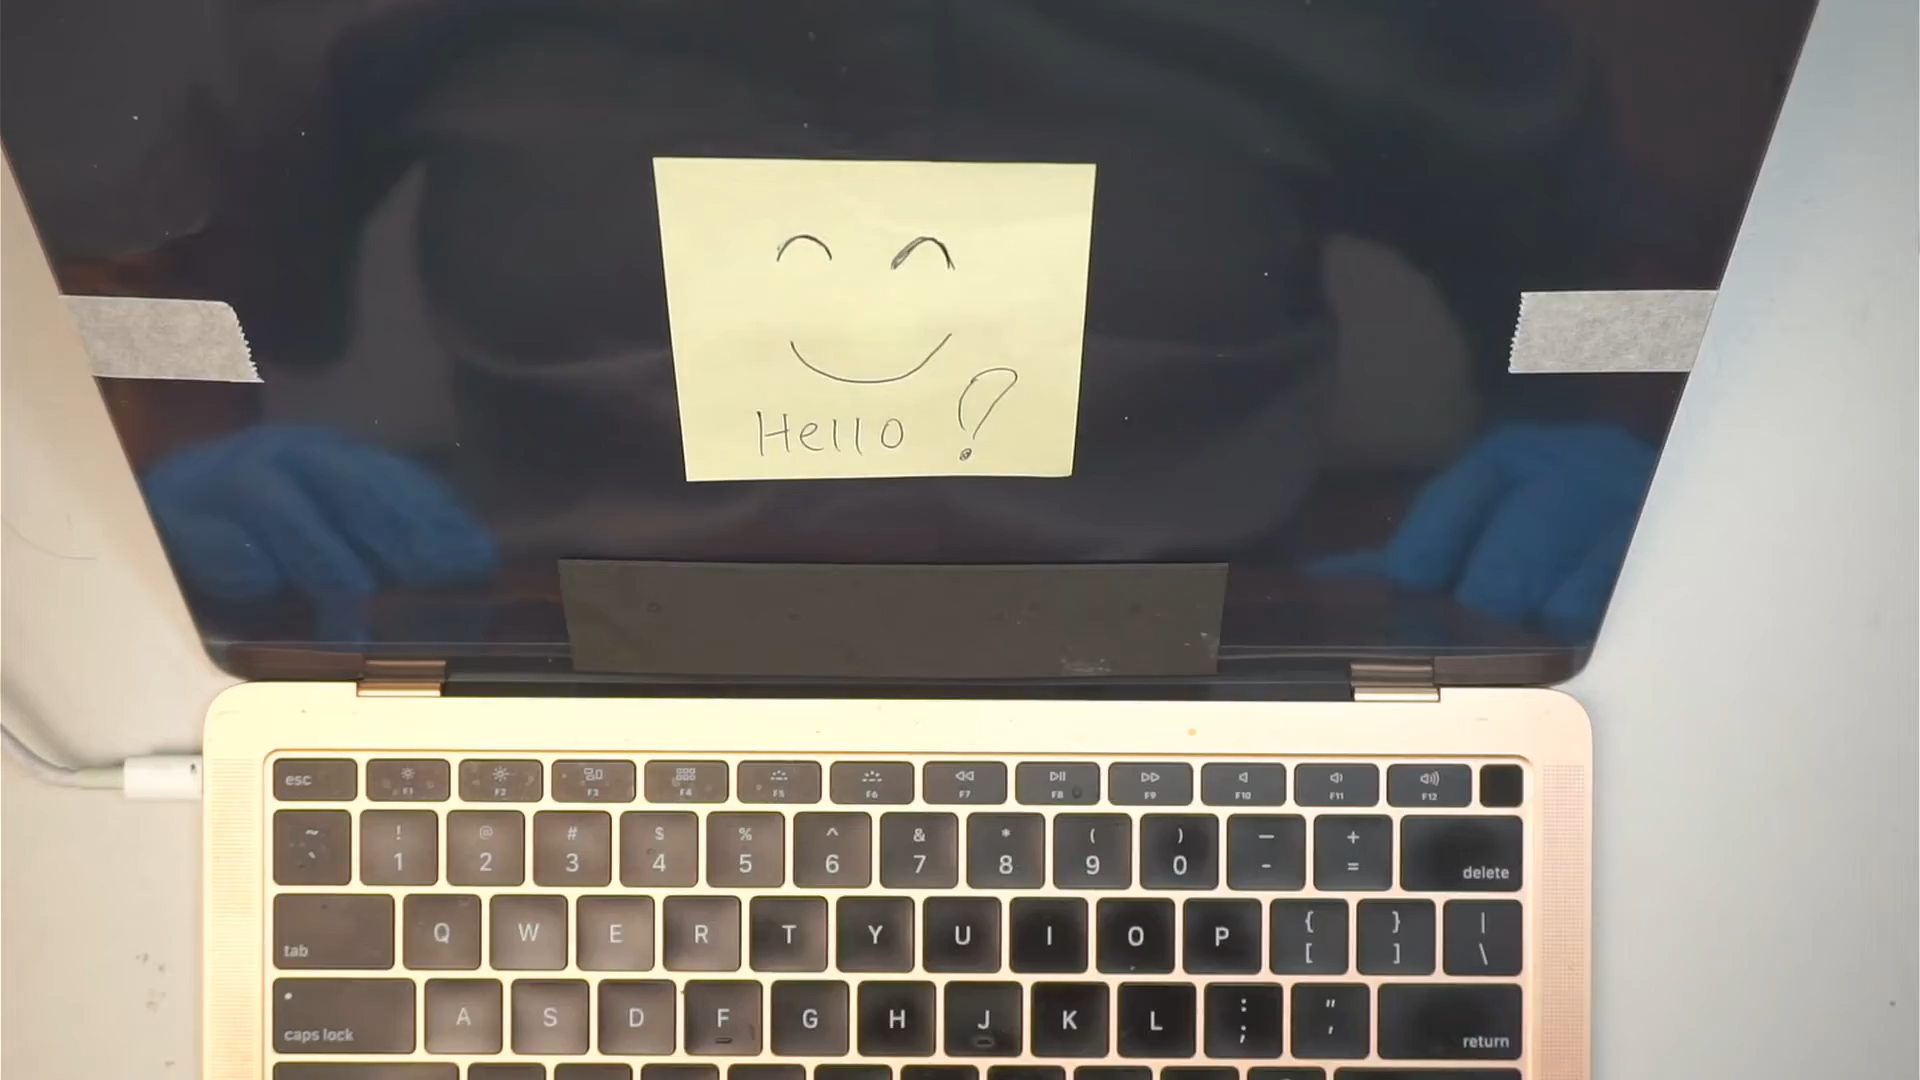 Hello ?
esc F1 F2 F3 F4 F5 F6 F7 F8 F9 F10 F11 F12
~ ! @ # $ % ^ & * ( ) — +
` 1 2 3 4 5 6 7 8 9 0 - = delete
{ } |
tab Q W E R T Y U I O P [ ] \
: "
caps lock A S D F G H J K L ; ' return